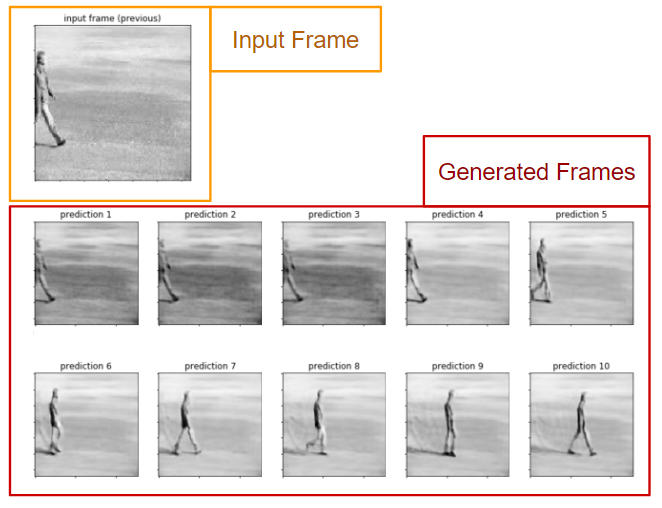 input frame (previous)
Input Frame
Generated Frames
prediction 1
prediction 2
prediction 3
prediction 4
prediction 5
prediction 6
prediction 7
prediction 8
prediction 9
prediction 10